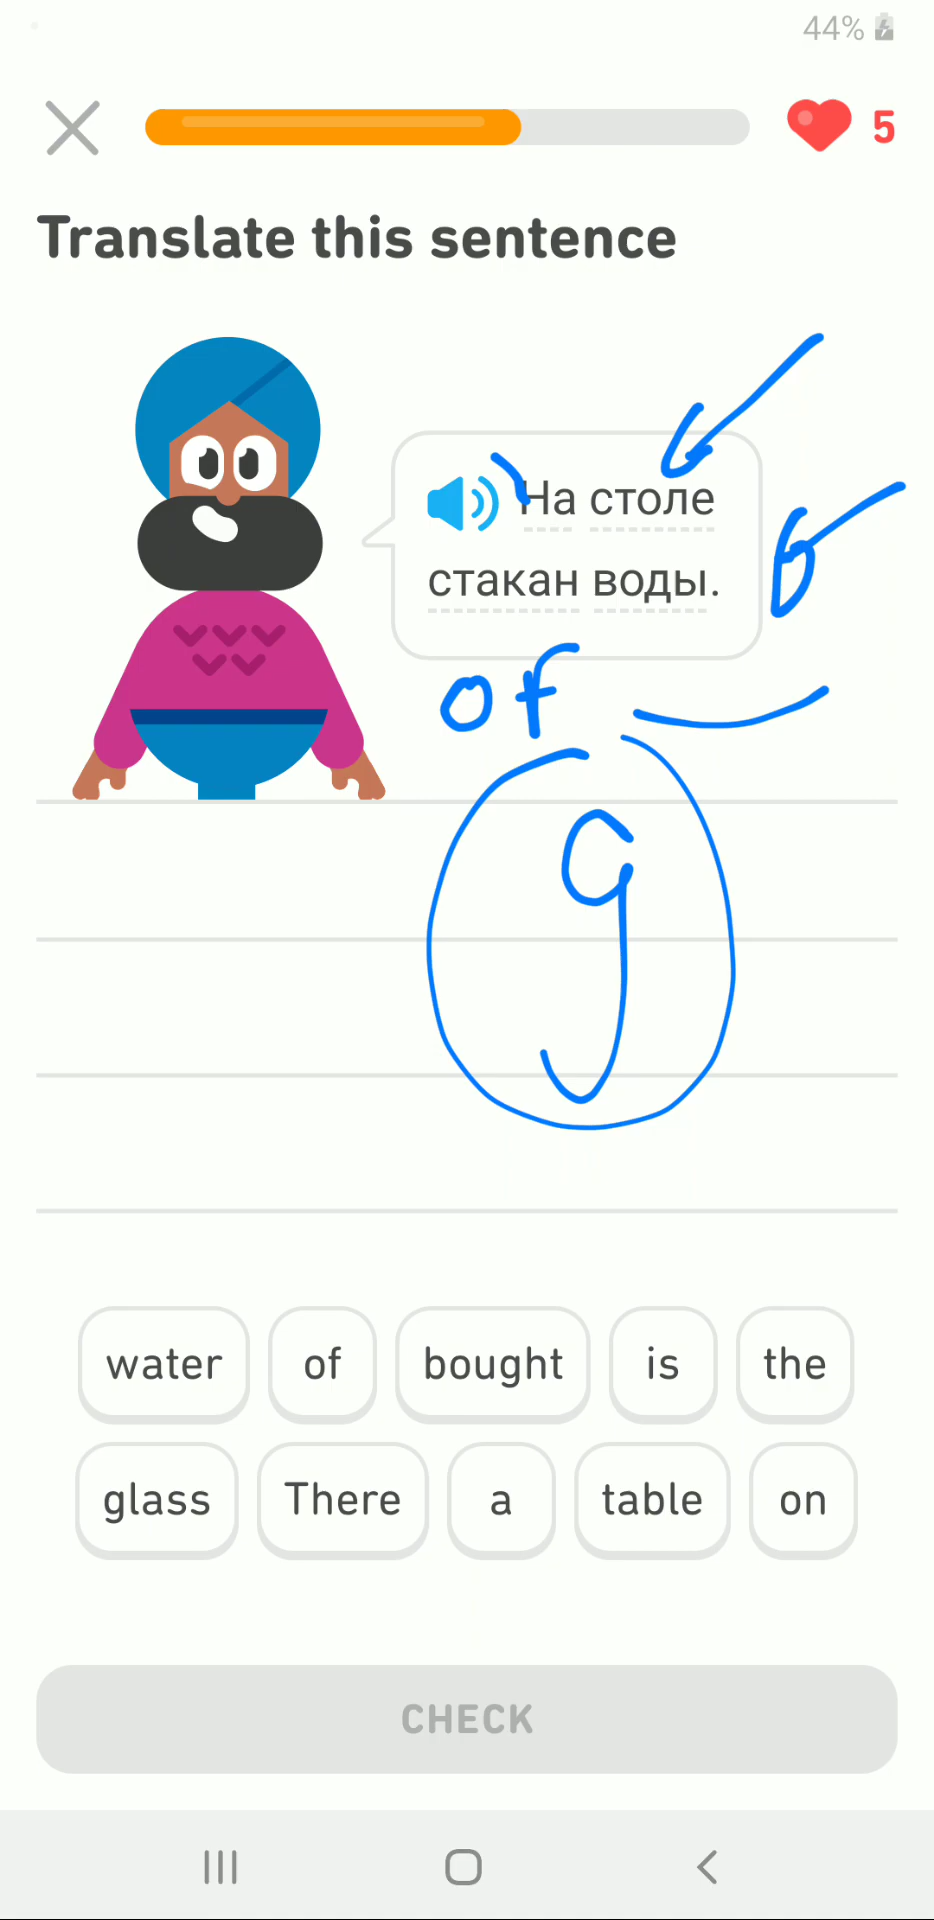 44%
5
Translate this sentence
На столе
стакан воды.
of
g
water of bought is the
glass There a table on
CHECK